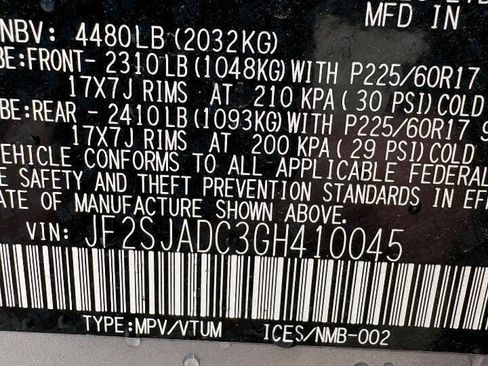 MFD IN
NBV: 4480LB(2032KG)
BE:FRONT- 2310LB(1048KG)WITH P225/60R17
17X7J RIMS AT 210 KPA( 30 PSI)COLD
BE:REAR - 2410LB(1093KG)WITH P225/60R17 9
17X7J RIMS AT 200 KPA( 29 PSI)COLD
VEHICLE CONFORMS TO ALL APPLICABLE FEDERAL
E SAFETY AND THEFT PREVENTION STANDARDS IN EFF
ATE OF MANUFACTURE SHOWN ABOVE.
VIN: JF2SJADC3GH410045
TYPE:MPV/VTUM ICES/NMB-002